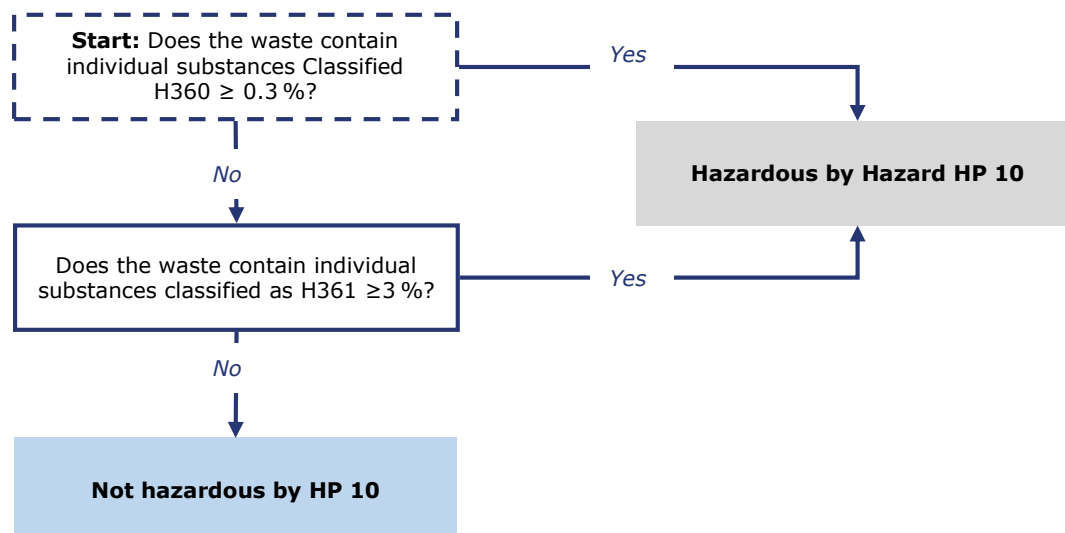 Start: Does the waste contain
individual substances Classified
H360 ≥ 0.3 %?
Yes
Hazardous by Hazard HP 10
No
Does the waste contain individual
substances classified as H361 ≥3 %?
Yes
No
Not hazardous by HP 10